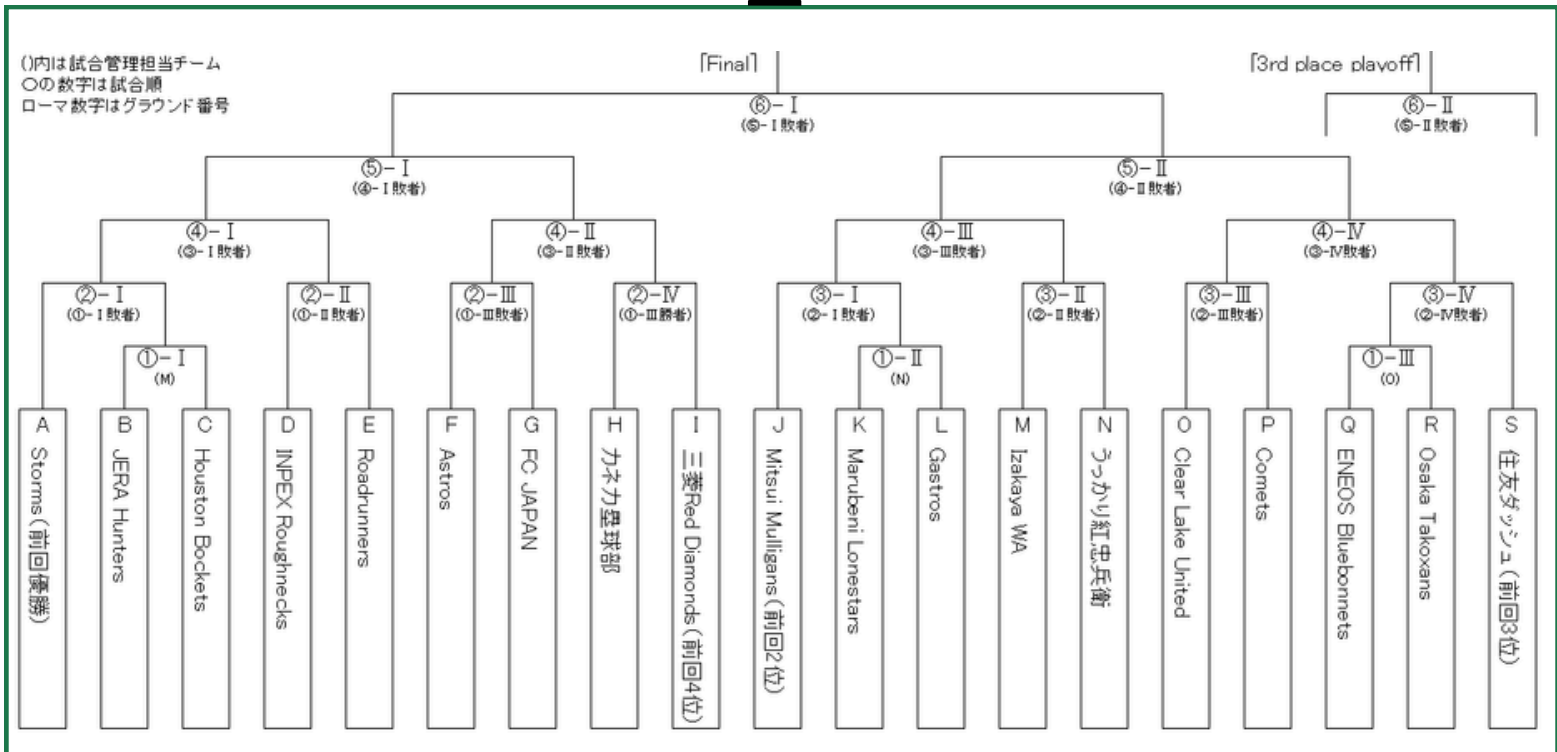 ()内は試合管理担当チーム
〇の数字は試合順
ローマ数字はグラウンド番号
「Final」
「3rd place playoff」
⑥-Ⅰ
(⑤-Ⅰ敗者)
⑥-Ⅱ
(⑤-Ⅱ敗者)
⑤-Ⅰ
(④-Ⅰ敗者)
⑤-Ⅱ
(④-Ⅱ敗者)
④-Ⅰ
(③-Ⅰ敗者)
④-Ⅱ
(③-Ⅱ敗者)
④-Ⅲ
(③-Ⅲ敗者)
④-Ⅳ
(③-Ⅳ敗者)
②-Ⅰ
(①-Ⅰ敗者)
②-Ⅱ
(①-Ⅱ敗者)
②-Ⅲ
(①-Ⅲ敗者)
②-Ⅳ
(①-Ⅲ勝者)
③-Ⅰ
(②-Ⅰ敗者)
③-Ⅱ
(②-Ⅱ敗者)
③-Ⅲ
(②-Ⅲ敗者)
③-Ⅳ
(②-Ⅳ敗者)
①-Ⅰ
(M)
①-Ⅱ
(N)
①-Ⅲ
(O)
A Storms(前回優勝)
B JERA Hunters
C Houston Bockets
D INPEX Roughnecks
E Roadrunners
F Astros
G FC JAPAN
H カネカ塁球部
I 三菱Red Diamonds(前回4位)
J Mitsui Mulligans(前回2位)
K Marubeni Lonestars
L Gastros
M Izakaya WA
N うっかり紅忠兵衛
O Clear Lake United
P Comets
Q ENEOS Bluebonnets
R Osaka Takoxans
S 住友ダッシュ(前回3位)